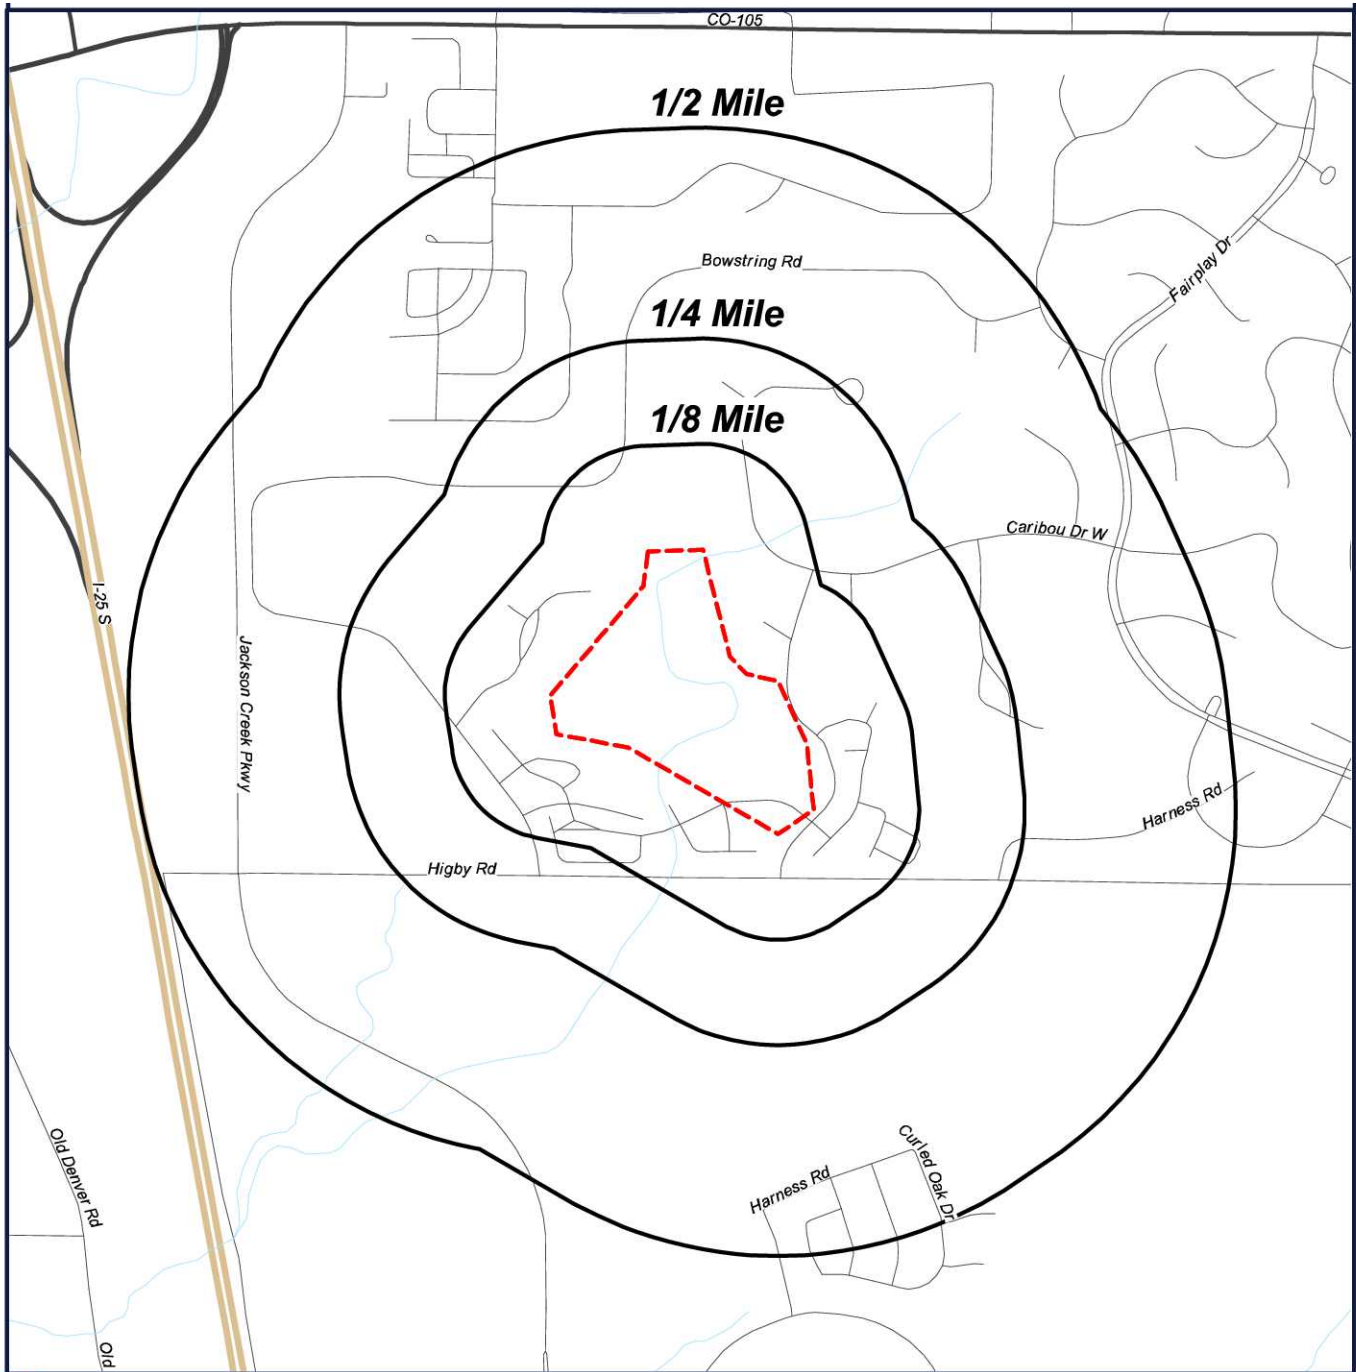 CO-105
1/2 Mile
Fairplay Dr
Bowstring Rd
1/4 Mile
1/8 Mile
Caribou Dr W
I-25 S
Jackson Creek Pkwy
Harness Rd
Higby Rd
Old Denver Rd
Curled Oak Dr
Harness Rd
Old